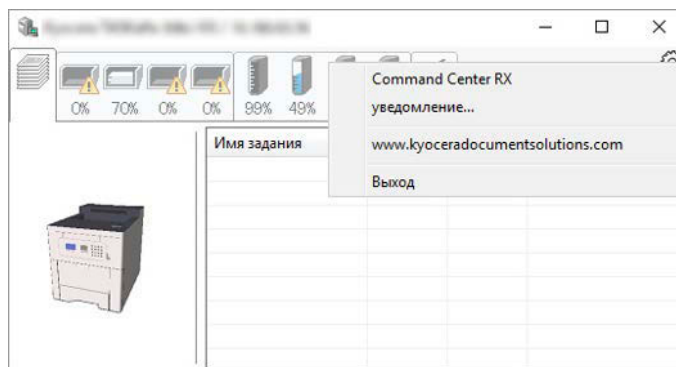 0% 70% 0% 0% 99% 49%
Имя задания
Command Center RX
уведомление...
www.kyoceradocumentsolutions.com
Выход